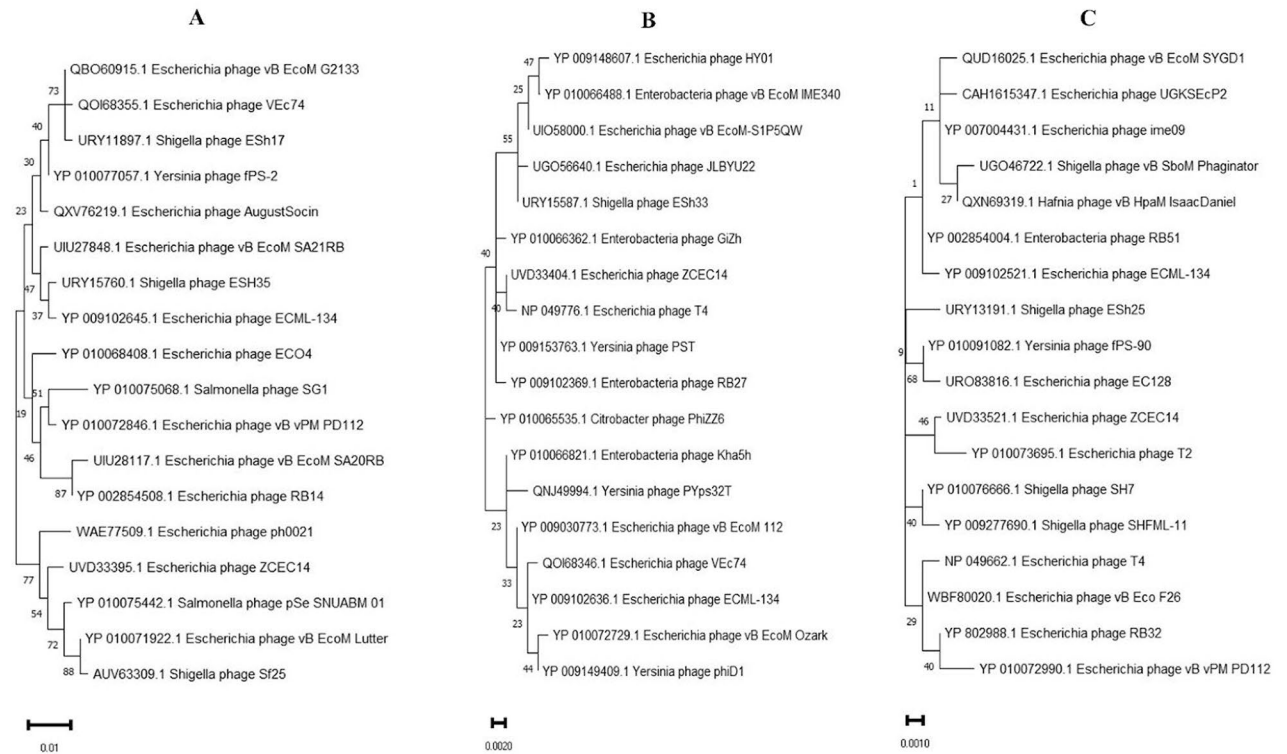 A
QBO60915.1 Escherichia phage vB EcoM G2133
73
QOI68355.1 Escherichia phage VEc74
40
URY11897.1 Shigella phage ESh17
30
YP 010077057.1 Yersinia phage fPS-2
23
QXV76219.1 Escherichia phage AugustSocin
UIU27848.1 Escherichia phage vB EcoM SA21RB
47
URY15760.1 Shigella phage ESH35
37
YP 009102645.1 Escherichia phage ECML-134
YP 010068408.1 Escherichia phage ECO4
51
YP 010075068.1 Salmonella phage SG1
19
YP 010072846.1 Escherichia phage vB vPM PD112
46
UIU28117.1 Escherichia phage vB EcoM SA20RB
87
YP 002854508.1 Escherichia phage RB14
WAE77509.1 Escherichia phage ph0021
77
UVD33395.1 Escherichia phage ZCEC14
54
YP 010075442.1 Salmonella phage pSe SNUABM 01
72
YP 010071922.1 Escherichia phage vB EcoM Lutter
88
AUV63309.1 Shigella phage Sf25
0.01
B
47
YP 009148607.1 Escherichia phage HY01
25
YP 010066488.1 Enterobacteria phage vB EcoM IME340
UIO58000.1 Escherichia phage vB EcoM-S1P5QW
55
UGO56640.1 Escherichia phage JLBYU22
URY15587.1 Shigella phage ESh33
YP 010066362.1 Enterobacteria phage GiZh
40
UVD33404.1 Escherichia phage ZCEC14
40
NP 049776.1 Escherichia phage T4
YP 009153763.1 Yersinia phage PST
YP 009102369.1 Enterobacteria phage RB27
YP 010065535.1 Citrobacter phage PhiZZ6
YP 010066821.1 Enterobacteria phage Kha5h
QNJ49994.1 Yersinia phage PYps32T
23
YP 009030773.1 Escherichia phage vB EcoM 112
QOI68346.1 Escherichia phage VEc74
33
YP 009102636.1 Escherichia phage ECML-134
23
YP 010072729.1 Escherichia phage vB EcoM Ozark
44
YP 009149409.1 Yersinia phage phiD1
0.0020
C
QUD16025.1 Escherichia phage vB EcoM SYGD1
CAH1615347.1 Escherichia phage UGKSEcP2
11
YP 007004431.1 Escherichia phage ime09
UGO46722.1 Shigella phage vB SboM Phaginator
1
27
QXN69319.1 Hafnia phage vB HpaM IsaacDaniel
YP 002854004.1 Enterobacteria phage RB51
YP 009102521.1 Escherichia phage ECML-134
URY13191.1 Shigella phage ESh25
9
YP 010091082.1 Yersinia phage fPS-90
68
URO83816.1 Escherichia phage EC128
46
UVD33521.1 Escherichia phage ZCEC14
YP 010073695.1 Escherichia phage T2
YP 010076666.1 Shigella phage SH7
40
YP 009277690.1 Shigella phage SHFML-11
NP 049662.1 Escherichia phage T4
WBF80020.1 Escherichia phage vB Eco F26
29
YP 802988.1 Escherichia phage RB32
40
YP 010072990.1 Escherichia phage vB vPM PD112
0.0010